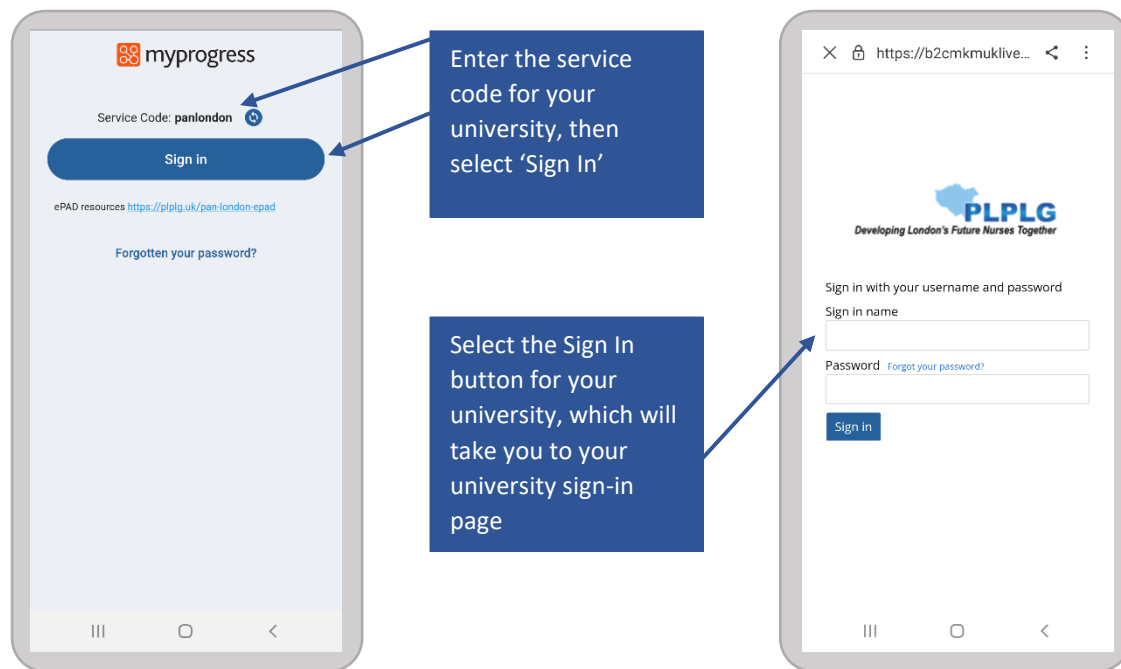 myprogress
Service Code: panlondon
Sign in
ePAD resources https://plplg.uk/pan-london-epad
Forgotten your password?
Enter the service
code for your
university, then
select ‘Sign In’
Select the Sign In
button for your
university, which will
take you to your
university sign-in
page
https://b2cmkmuklive...
PLPLG
Developing London's Future Nurses Together
Sign in with your username and password
Sign in name
Password Forgot your password?
Sign in